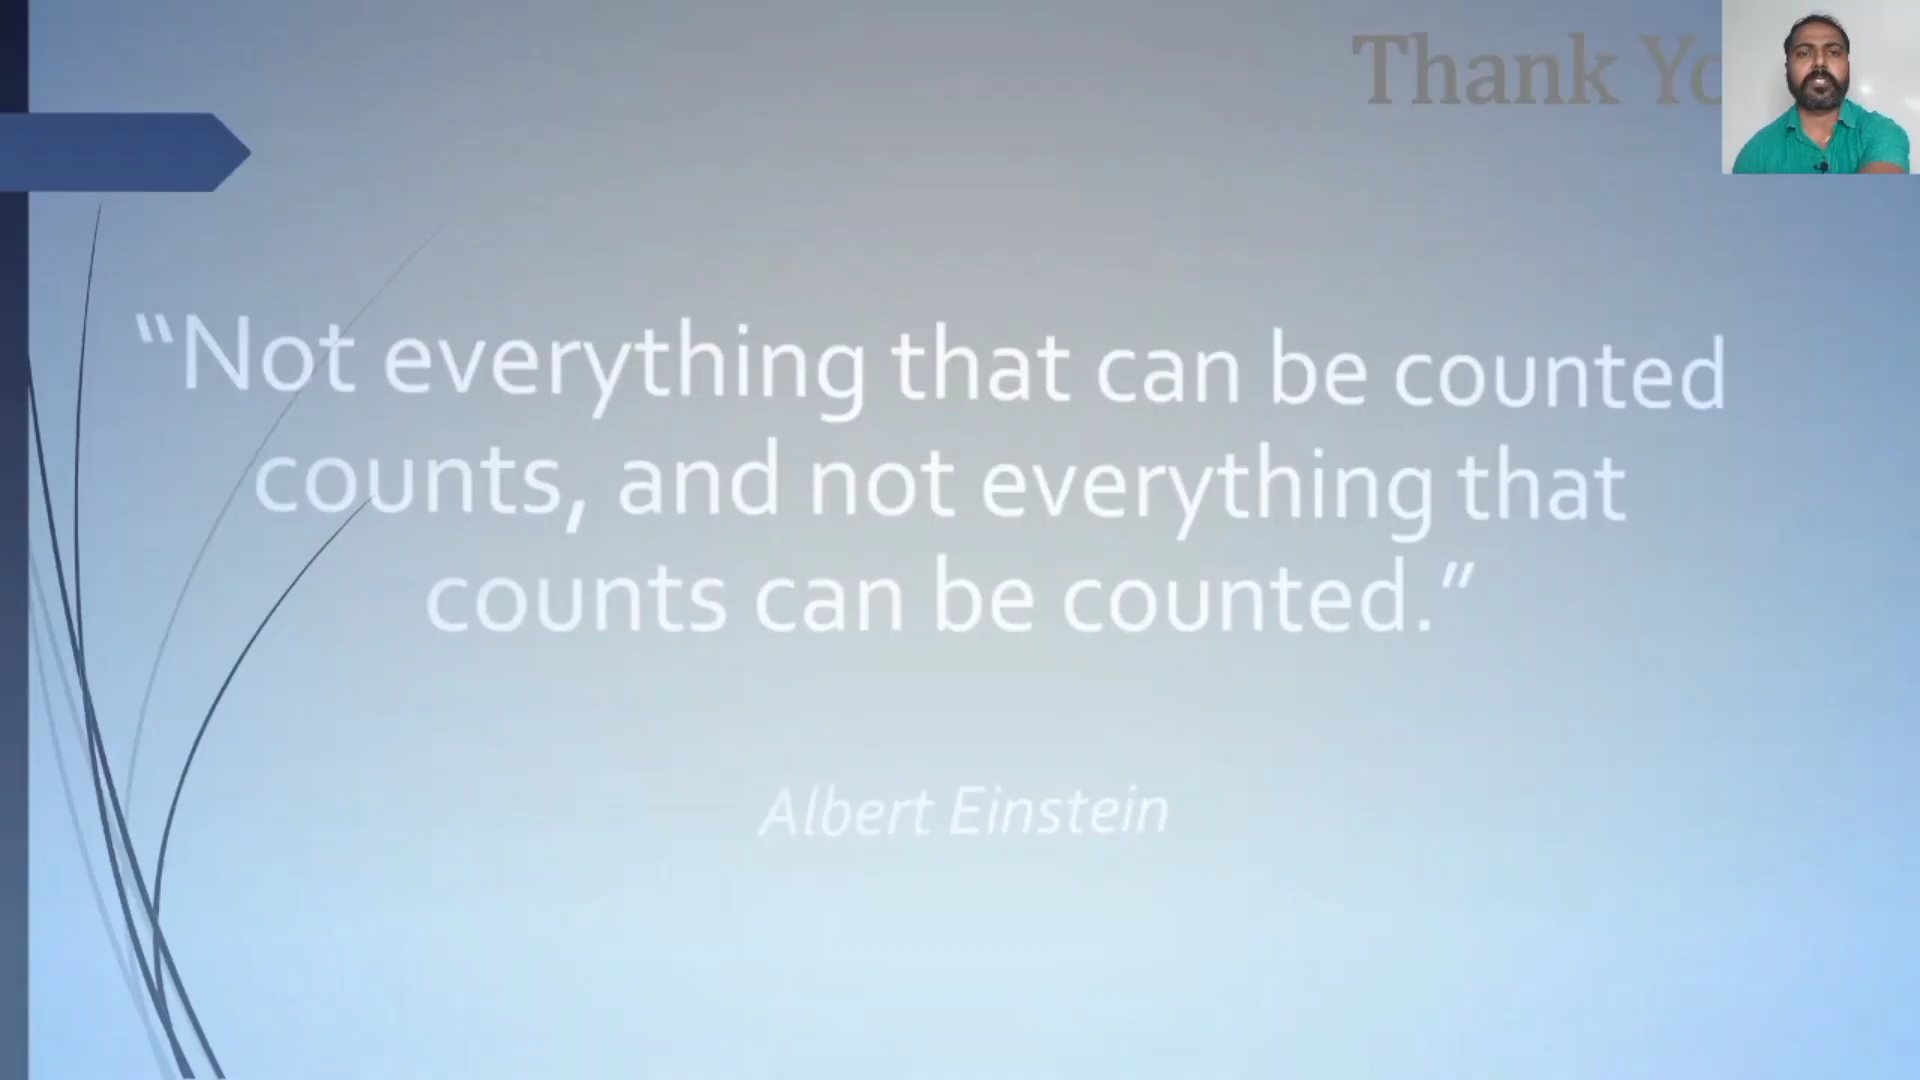 Thank Yo
“Not everything that can be counted
counts, and not everything that
counts can be counted.”
Albert Einstein